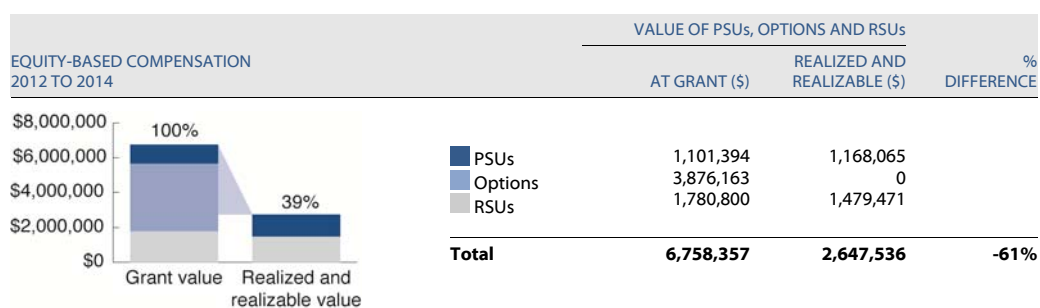 VALUE OF PSUs, OPTIONS AND RSUs
EQUITY-BASED COMPENSATION
2012 TO 2014
AT GRANT ($)
REALIZED AND
REALIZABLE ($)
%
DIFFERENCE
$8,000,000
$6,000,000
$4,000,000
$2,000,000
$0
100%
39%
Grant value
Realized and
realizable value
PSUs 1,101,394 1,168,065
Options 3,876,163 0
RSUs 1,780,800 1,479,471
Total 6,758,357 2,647,536 -61%